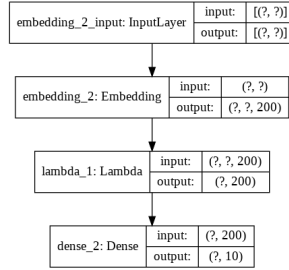 embedding_2_input: InputLayer
input: [(?, ?)]
output: [(?, ?)]
embedding_2: Embedding
input: (?, ?)
output: (?, ?, 200)
lambda_1: Lambda
input: (?, ?, 200)
output: (?, 200)
dense_2: Dense
input: (?, 200)
output: (?, 10)